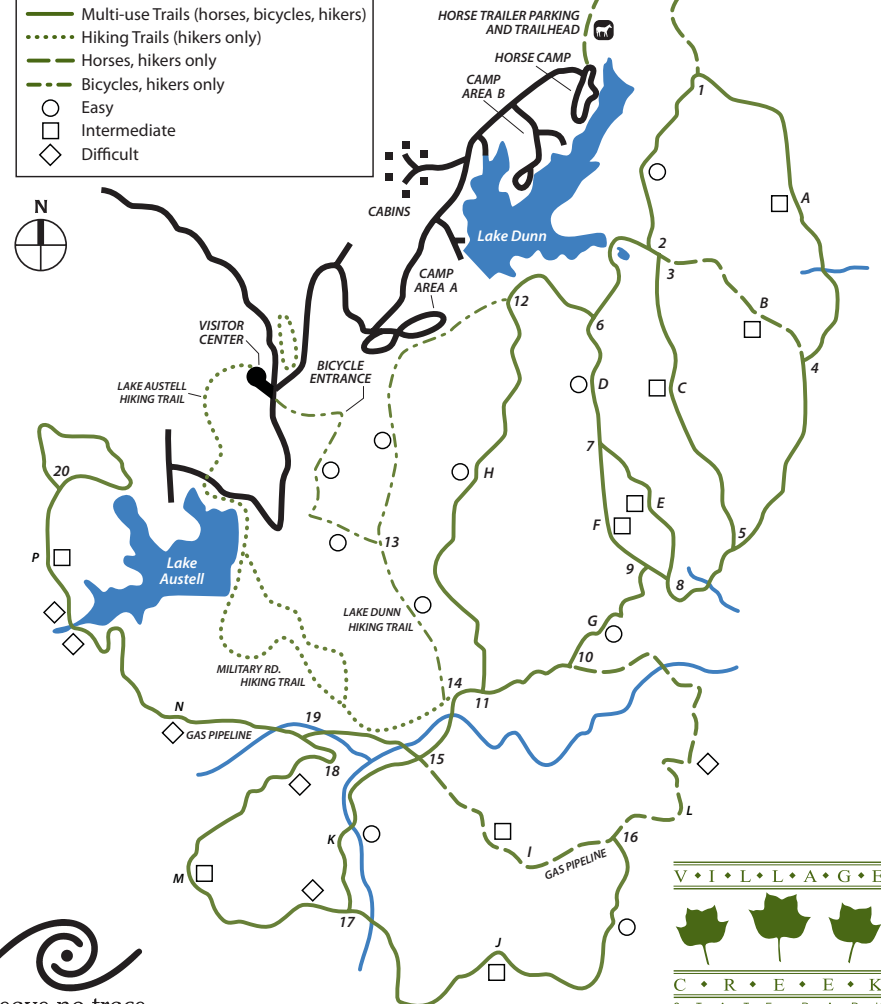 Multi-use Trails (horses, bicycles, hikers)
Hiking Trails (hikers only)
Horses, hikers only
Bicycles, hikers only
Easy
Intermediate
Difficult
N
HORSE TRAILER PARKING
AND TRAILHEAD
HORSE CAMP
CAMP
AREA B
CABINS
Lake Dunn
CAMP
AREA A
VISITOR
CENTER
BICYCLE
ENTRANCE
LAKE AUSTELL
HIKING TRAIL
1
A
2
3
B
4
12
6
D
C
7
H
E
F
5
20
13
9
8
P
Lake
Austell
LAKE DUNN
HIKING TRAIL
G
10
MILITARY RD.
HIKING TRAIL
14
11
N
GAS PIPELINE
19
15
18
L
K
16
I
GAS PIPELINE
M
17
J
V • I • L • L • A • G • E
C • R • E • E • K